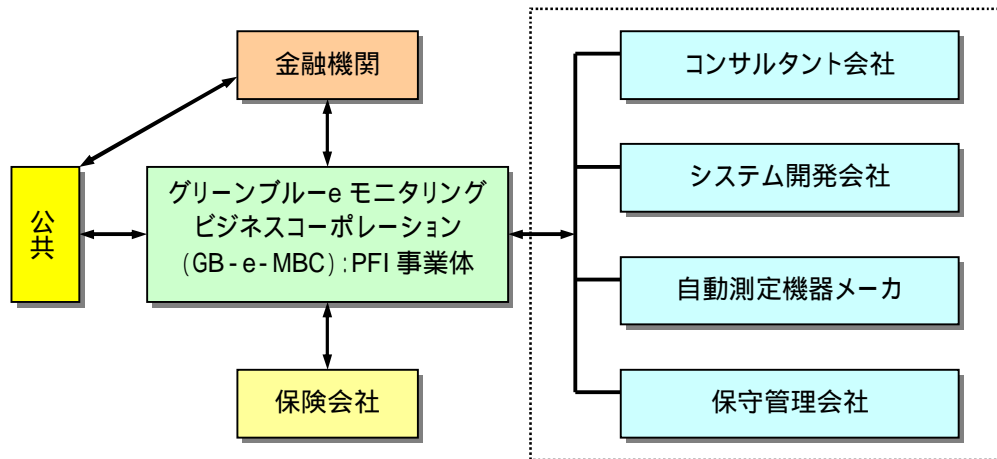 金融機関
公共
グリーンブルーe モニタリング
ビジネスコーポレーション
(GB-e-MBC):PFI 事業体
保険会社
コンサルタント会社
システム開発会社
自動測定機器メーカ
保守管理会社